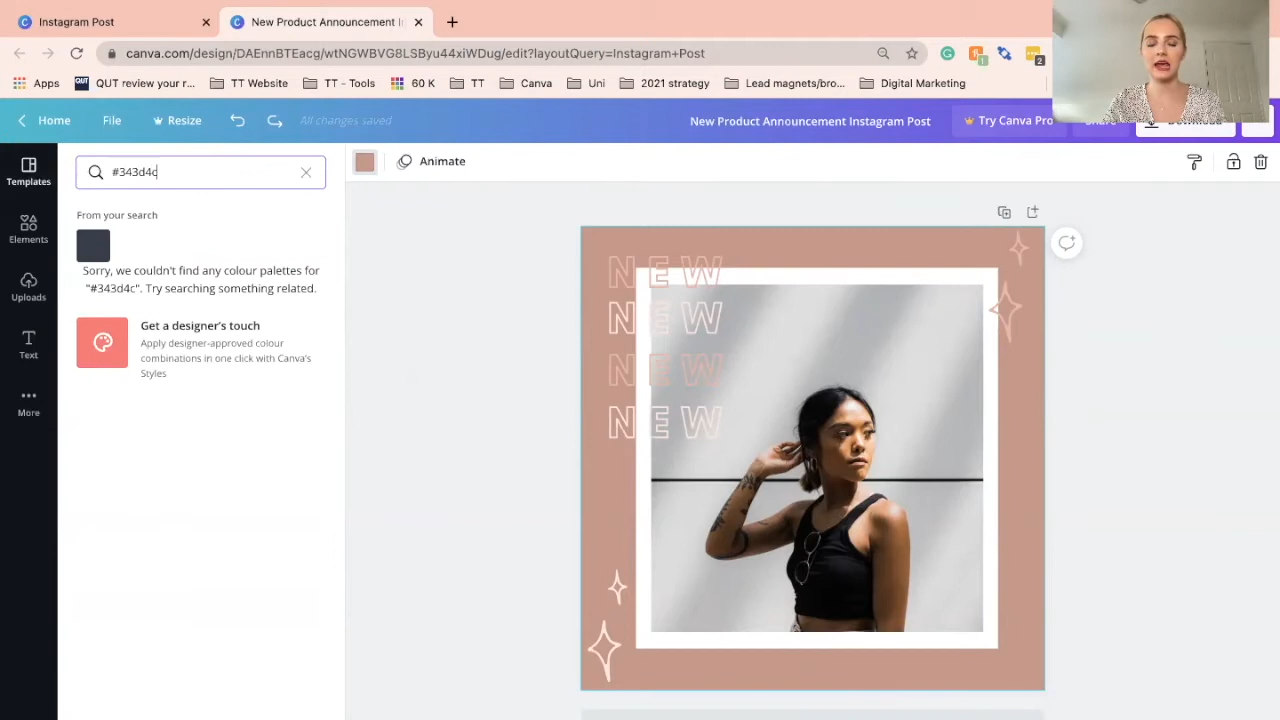 Instagram Post
New Product Announcement I
canva.com/design/DAEnnBTEacg/wtNGWBVG8LSByu44xiW7ug/edit?layoutQuery=Instagram+Post
1
2
Apps
QUT
QUT review your r...
TT Website
TT - Tools
60 K
TT
Canva
Uni
2021 strategy
Lead magnets/bro...
Digital Marketing
Home
File
Resize
All changes saved
New Product Announcement Instagram Post
Try Canva Pro
Templates
Elements
Uploads
Text
More
#343d4c
From your search
Sorry, we couldn't find any colour palettes for
"#343d4c". Try searching something related.
Get a designer's touch
Apply designer-approved colour
combinations in one click with Canva's
Styles
Animate
NEW
NEW
NEW
NEW